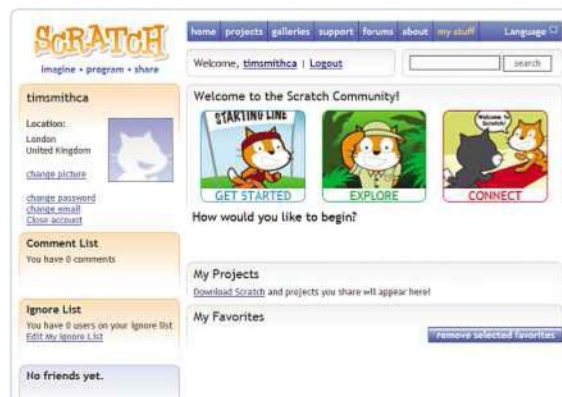 SCRATCH
imagine • program • share
home projects galleries support forums about my stuff Language
Welcome, timsmithca | Logout
search
timsmithca
Location:
London
United Kingdom
change picture
change password
change email
Close account
Comment List
You have 0 comments
Ignore List
You have 0 users on your ignore list
Edit My Ignore List
No friends yet.
Welcome to the Scratch Community!
STARTING LINE
GET STARTED
EXPLORE
Welcome to Scratch!
CONNECT
How would you like to begin?
My Projects
Download Scratch and projects you share will appear here!
My Favorites
remove selected favorites